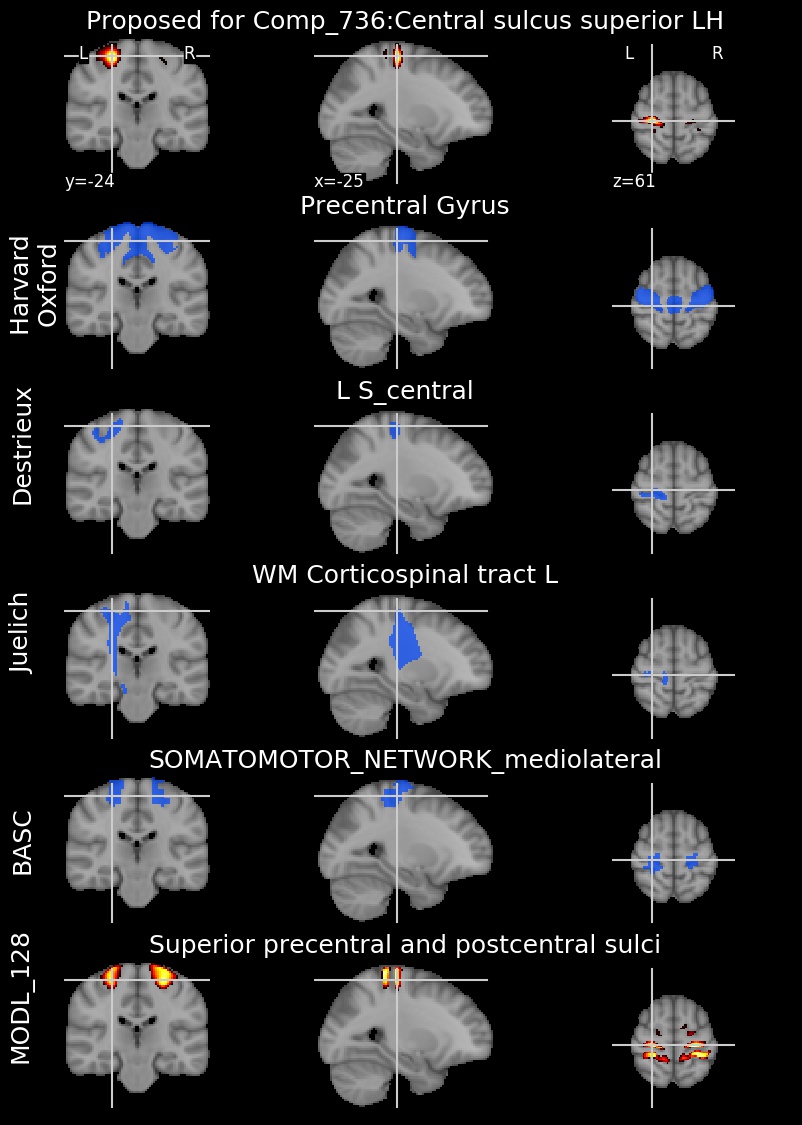 Proposed for Comp_736:Central sulcus superior LH
L R
L R
y=-24
x=-25
z=61
Precentral Gyrus
Harvard
Oxford
L S_central
Destrieux
WM Corticospinal tract L
Juelich
SOMATOMOTOR_NETWORK_mediolateral
BASC
Superior precentral and postcentral sulci
MODL_128